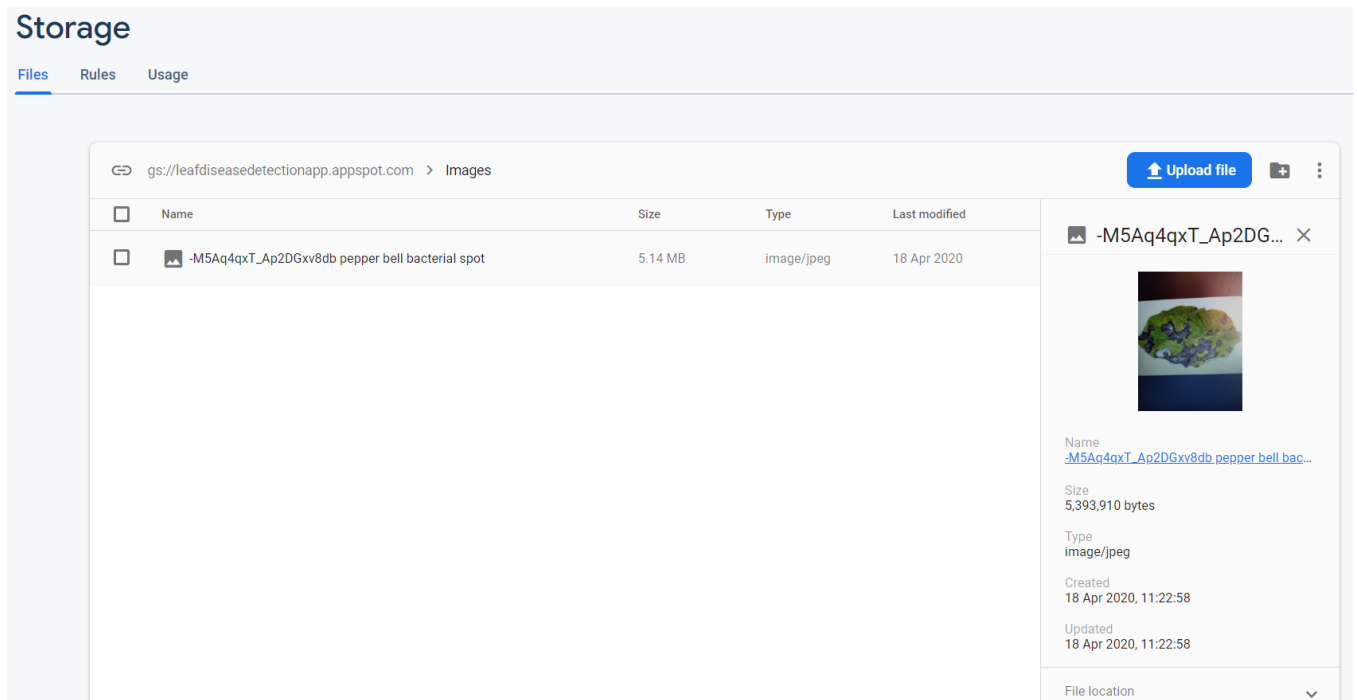 Storage
Files Rules Usage
gs://leafdiseasedetectionapp.appspot.com > Images
Upload file
Name Size Type Last modified
-M5Aq4qxT_Ap2DGxv8db pepper bell bacterial spot 5.14 MB image/jpeg 18 Apr 2020
-M5Aq4qxT_Ap2DG...
Name
-M5Aq4qxT_Ap2DGxv8db pepper bell bac...
Size
5,393,910 bytes
Type
image/jpeg
Created
18 Apr 2020, 11:22:58
Updated
18 Apr 2020, 11:22:58
File location